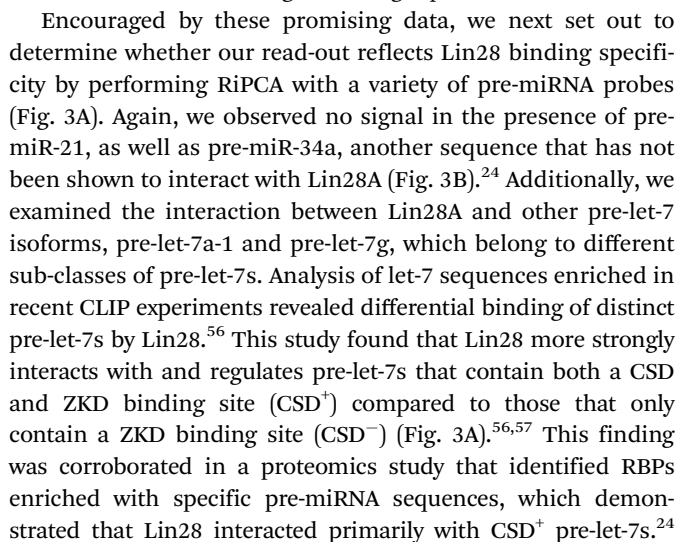 Encouraged by these promising data, we next set out to
determine whether our read-out reflects Lin28 binding specifi-
city by performing RiPCA with a variety of pre-miRNA probes
(Fig. 3A). Again, we observed no signal in the presence of pre-
miR-21, as well as pre-miR-34a, another sequence that has not
been shown to interact with Lin28A (Fig. 3B).24 Additionally, we
examined the interaction between Lin28A and other pre-let-7
isoforms, pre-let-7a-1 and pre-let-7g, which belong to different
sub-classes of pre-let-7s. Analysis of let-7 sequences enriched in
recent CLIP experiments revealed differential binding of distinct
pre-let-7s by Lin28.56 This study found that Lin28 more strongly
interacts with and regulates pre-let-7s that contain both a CSD
and ZKD binding site (CSD+) compared to those that only
contain a ZKD binding site (CSD−) (Fig. 3A).56,57 This finding
was corroborated in a proteomics study that identified RBPs
enriched with specific pre-miRNA sequences, which demon-
strated that Lin28 interacted primarily with CSD+ pre-let-7s.24